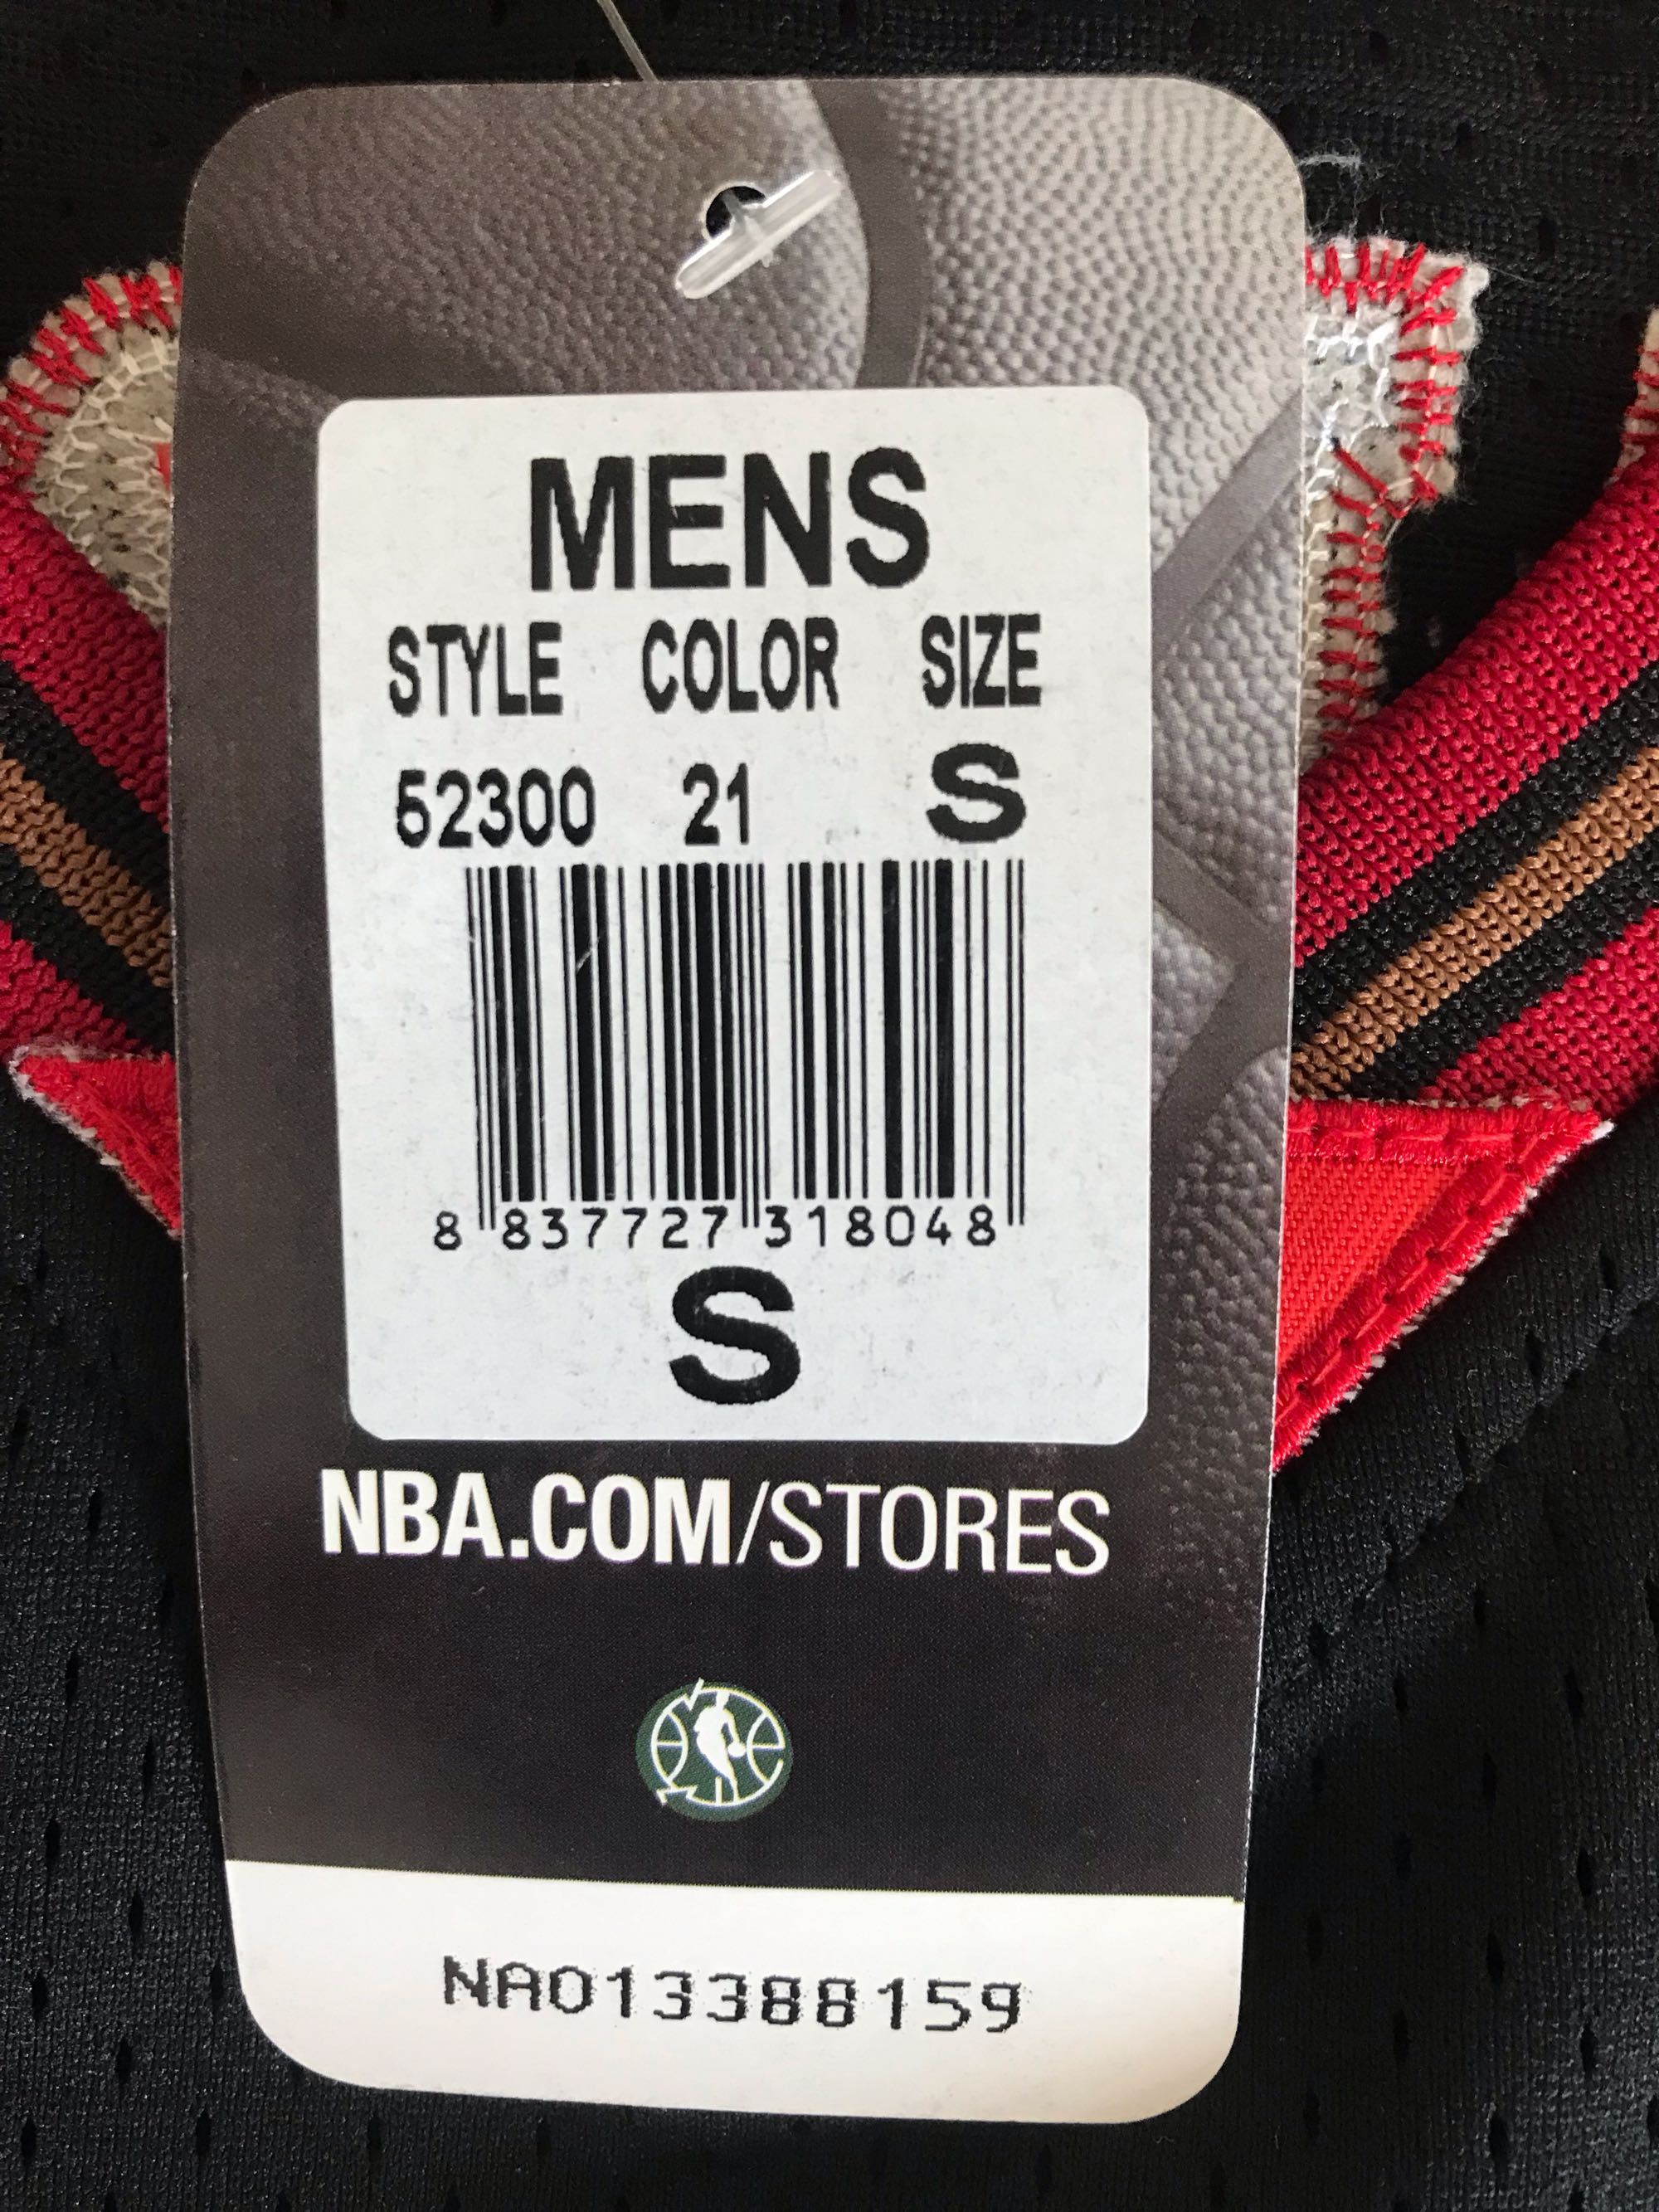 MENS
STYLE COLOR SIZE
52300 21 S
8 837727 318048
S
NBA.COM/STORES
NA013388159